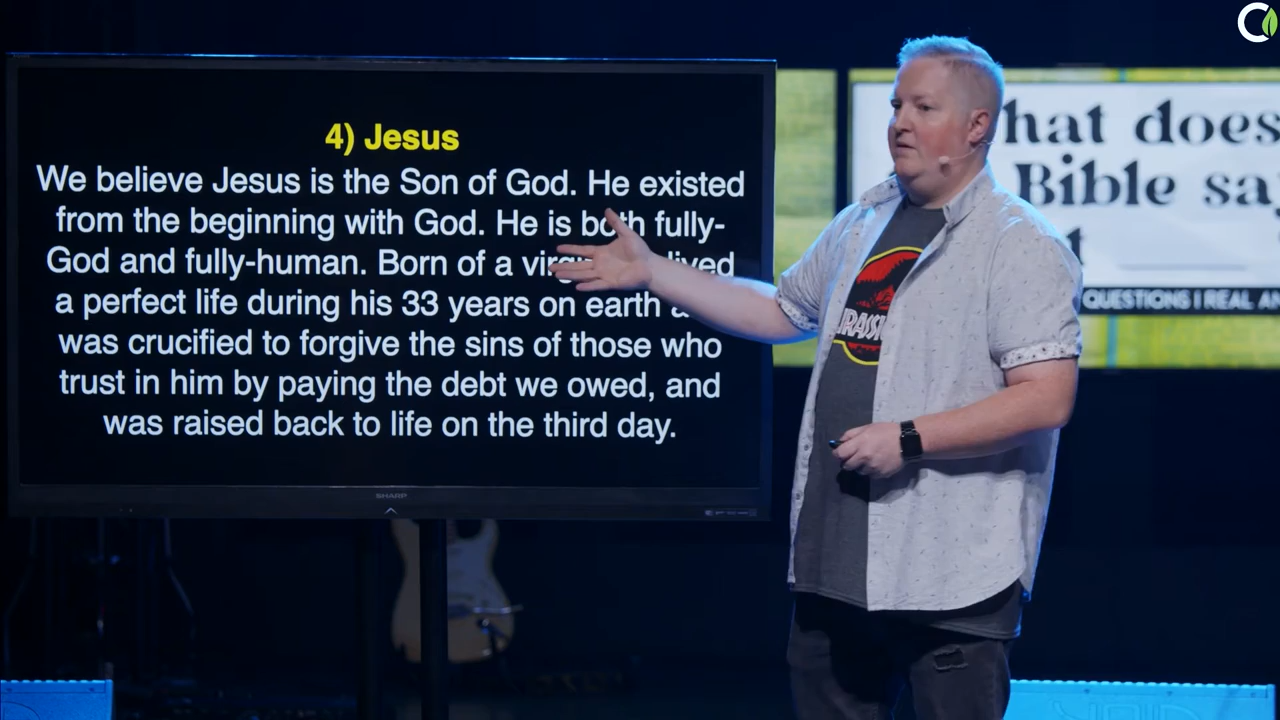 4) Jesus
We believe Jesus is the Son of God. He existed
from the beginning with God. He is both fully-
God and fully-human. Born of a lived
a perfect life during his 33 years on earth
was crucified to forgive the sins of those who
trust in him by paying the debt we owed, and
was raised back to life on the third day.
SHARP
hat does
Bible sa
QUESTIONS I REAL AN